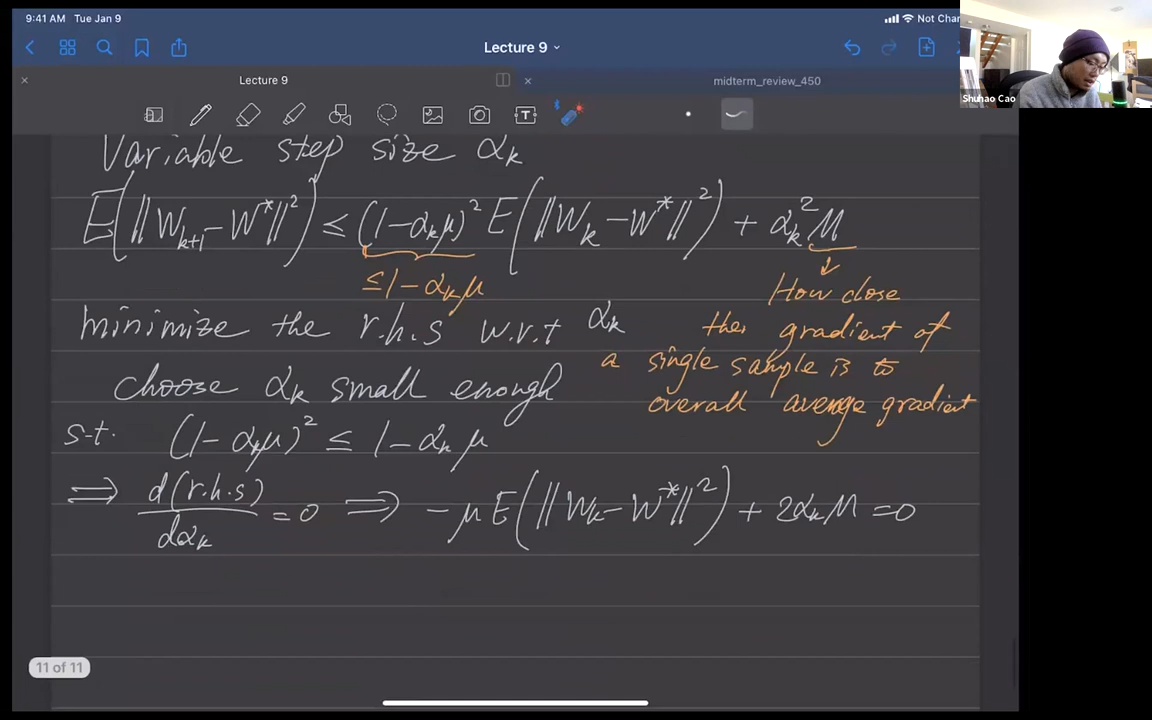 9:41 AM Tue Jan 9
Not Char
Lecture 9
Lecture 9
midterm_review_450
Shuhao Cao
Variable step size αₖ
E(‖Wₖ₊₁ − W*‖²) ≤ (1−αₖμ)² E(‖Wₖ − W*‖²) + αₖ² M
≤ 1 − αₖμ
How close
minimize the r.h.s w.r.t αₖ
the gradient of
a single sample is to
choose αₖ small enough
overall average gradient
s.t. (1−αₖμ)² ≤ 1−αₖμ
⟹ d(r.h.s)/dαₖ = 0 ⟹ −μ E(‖Wₖ − W*‖²) + 2αₖM = 0
11 of 11